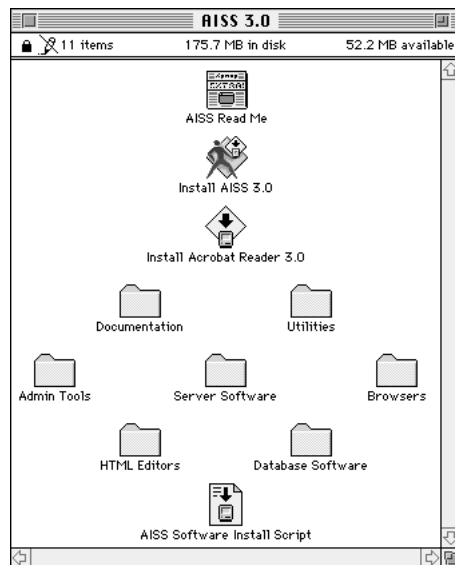 AISS 3.0
11 items 175.7 MB in disk 52.2 MB available
EXTRA!
AISS Read Me
Install AISS 3.0
Install Acrobat Reader 3.0
Documentation Utilities
Admin Tools Server Software Browsers
HTML Editors Database Software
AISS Software Install Script